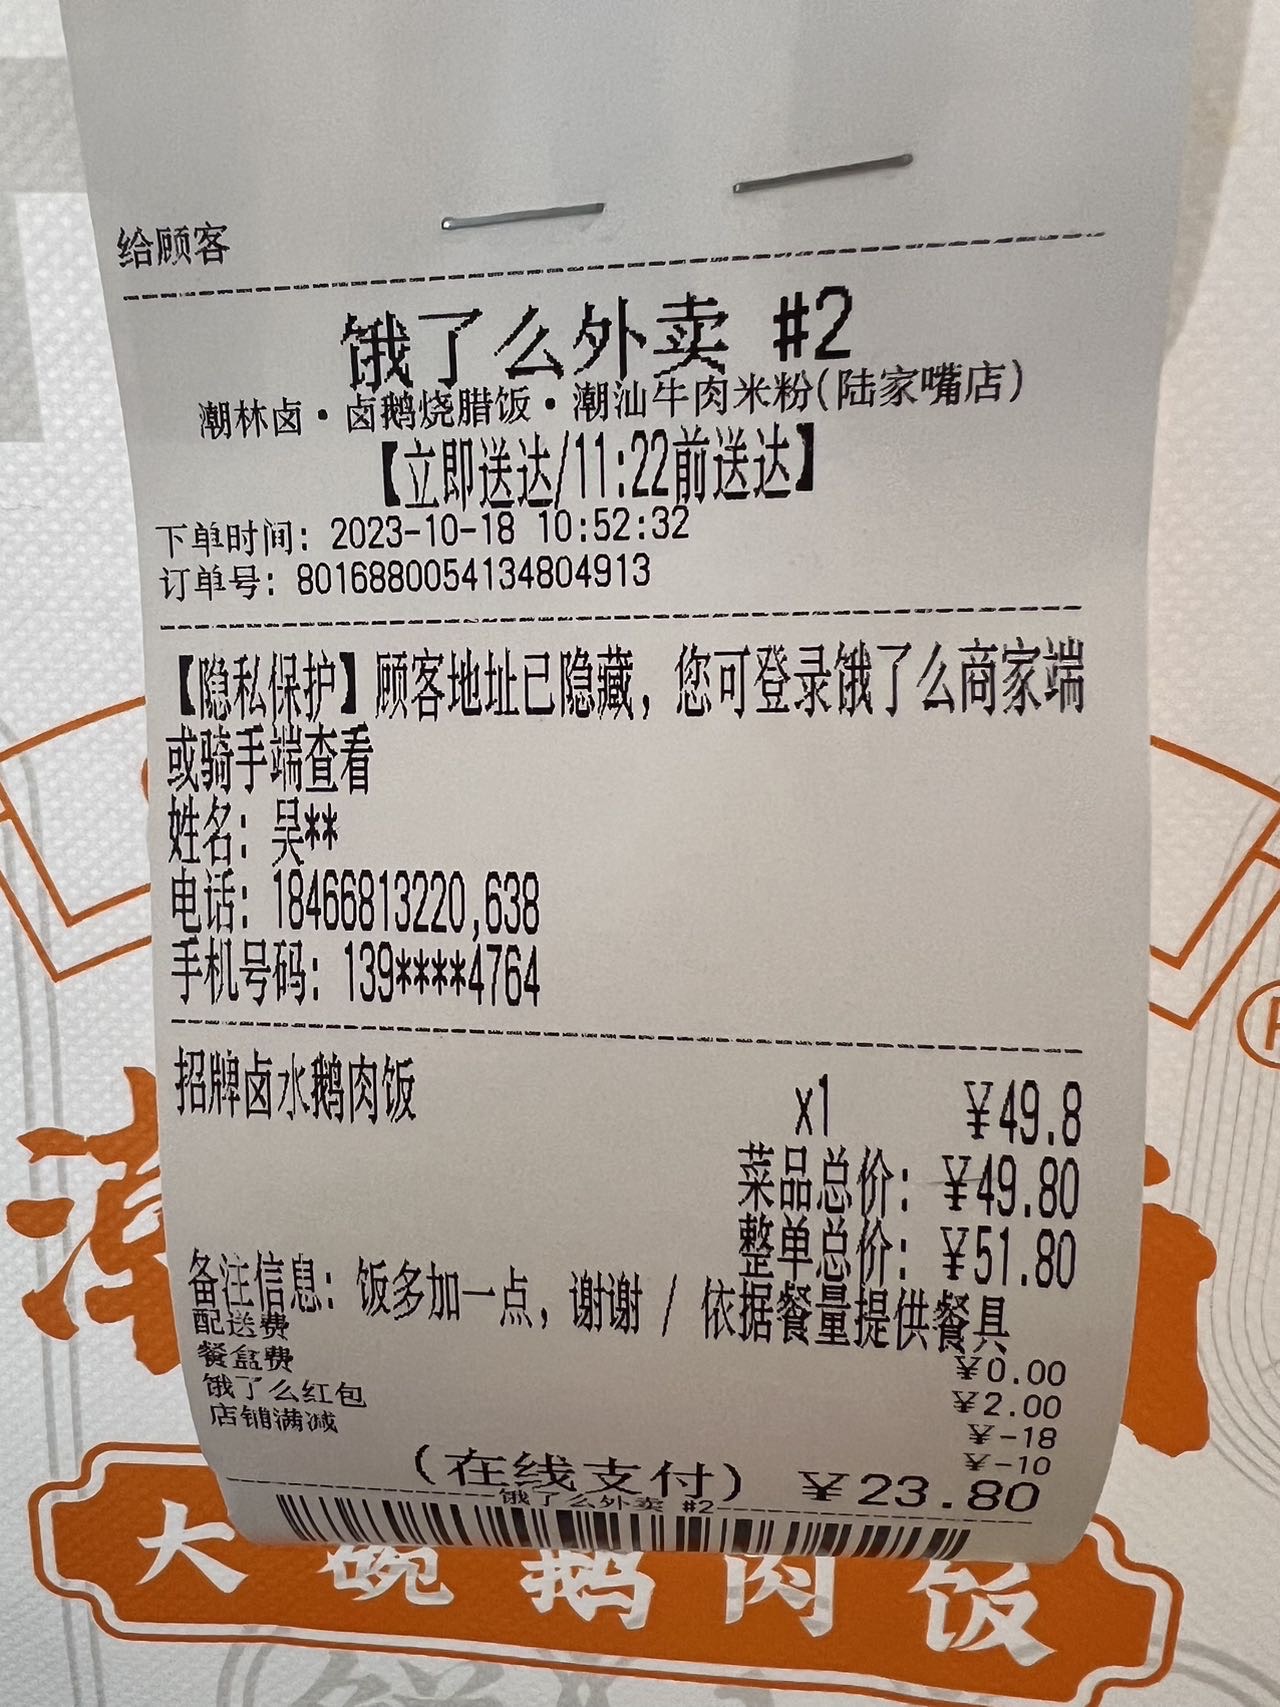 给顾客
饿了么外卖 #2
潮林卤·卤鹅烧腊饭·潮汕牛肉米粉(陆家嘴店)
【立即送达/11:22前送达】
下单时间: 2023-10-18 10:52:32
订单号: 8016880054134804913
【隐私保护】顾客地址已隐藏, 您可登录饿了么商家端
或骑手端查看
姓名: 吴**
电话: 18466813220,638
手机号码: 139****4764
招牌卤水鹅肉饭 x1 ¥49.8
菜品总价: ¥49.80
整单总价: ¥51.80
备注信息: 饭多加一点, 谢谢 / 依据餐量提供餐具
配送费 ¥0.00
餐盒费 ¥2.00
饿了么红包 ¥-18
店铺满减 ¥-10
(在线支付) ¥23.80
饿了么外卖 #2
大碗鹅肉饭